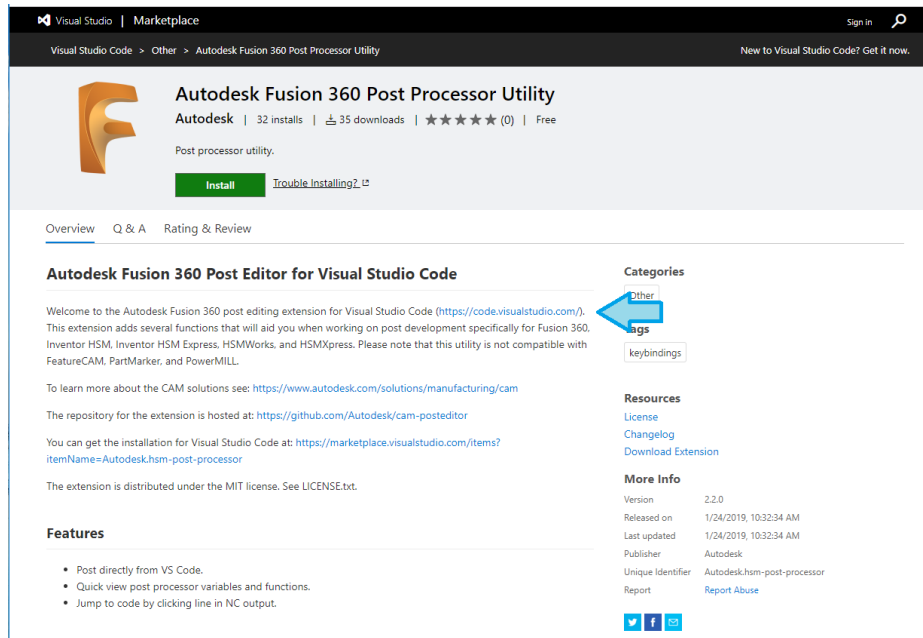 Visual Studio | Marketplace
Sign in
Visual Studio Code > Other > Autodesk Fusion 360 Post Processor Utility
New to Visual Studio Code? Get it now.
Autodesk Fusion 360 Post Processor Utility
Autodesk | 32 installs | 35 downloads | ★★★★★ (0) | Free
Post processor utility.
Install
Trouble Installing?
Overview Q & A Rating & Review
Autodesk Fusion 360 Post Editor for Visual Studio Code
Welcome to the Autodesk Fusion 360 post editing extension for Visual Studio Code (https://code.visualstudio.com/).
This extension adds several functions that will aid you when working on post development specifically for Fusion 360,
Inventor HSM, Inventor HSM Express, HSMWorks, and HSMXpress. Please note that this utility is not compatible with
FeatureCAM, PartMarker, and PowerMILL.
To learn more about the CAM solutions see: https://www.autodesk.com/solutions/manufacturing/cam
The repository for the extension is hosted at: https://github.com/Autodesk/cam-posteditor
You can get the installation for Visual Studio Code at: https://marketplace.visualstudio.com/items?
itemName=Autodesk.hsm-post-processor
The extension is distributed under the MIT license. See LICENSE.txt.
Features
• Post directly from VS Code.
• Quick view post processor variables and functions.
• Jump to code by clicking line in NC output.
Categories
Other
Tags
keybindings
Resources
License
Changelog
Download Extension
More Info
Version 2.2.0
Released on 1/24/2019, 10:32:34 AM
Last updated 1/24/2019, 10:32:34 AM
Publisher Autodesk
Unique Identifier Autodesk.hsm-post-processor
Report Report Abuse